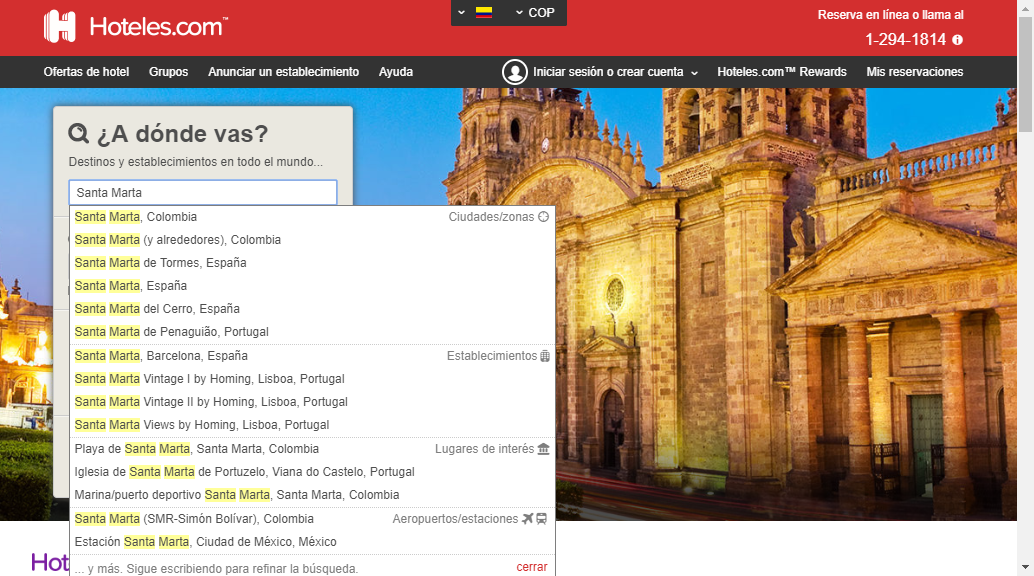 Hoteles.com™
COP
Reserva en línea o llama al
1-294-1814
Ofertas de hotel Grupos Anunciar un establecimiento Ayuda Iniciar sesión o crear cuenta Hoteles.com™ Rewards Mis reservaciones
¿A dónde vas?
Destinos y establecimientos en todo el mundo...
Santa Marta
Santa Marta, Colombia Ciudades/zonas
Santa Marta (y alrededores), Colombia
Santa Marta de Tormes, España
Santa Marta, España
Santa Marta del Cerro, España
Santa Marta de Penaguião, Portugal
Santa Marta, Barcelona, España Establecimientos
Santa Marta Vintage I by Homing, Lisboa, Portugal
Santa Marta Vintage II by Homing, Lisboa, Portugal
Santa Marta Views by Homing, Lisboa, Portugal
Playa de Santa Marta, Santa Marta, Colombia Lugares de interés
Iglesia de Santa Marta de Portuzelo, Viana do Castelo, Portugal
Marina/puerto deportivo Santa Marta, Santa Marta, Colombia
Santa Marta (SMR-Simón Bolívar), Colombia Aeropuertos/estaciones
Estación Santa Marta, Ciudad de México, México
... y más. Sigue escribiendo para refinar la búsqueda. cerrar
Hot